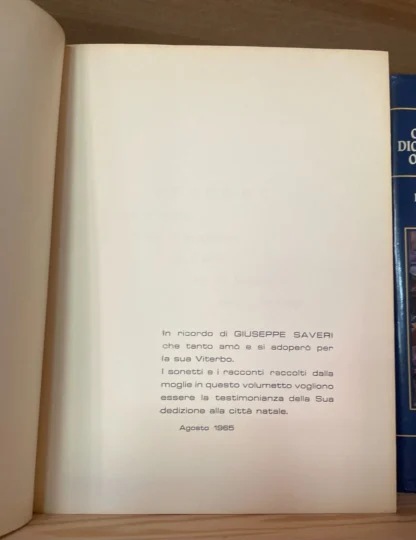 In ricordo di GIUSEPPE SAVERI
che tanto amò e si adoperò per
la sua Viterbo.
I sonetti e i racconti raccolti dalla
moglie in questo volumetto vogliono
essere la testimonianza della Sua
dedizione alla città natale.
Agosto 1965